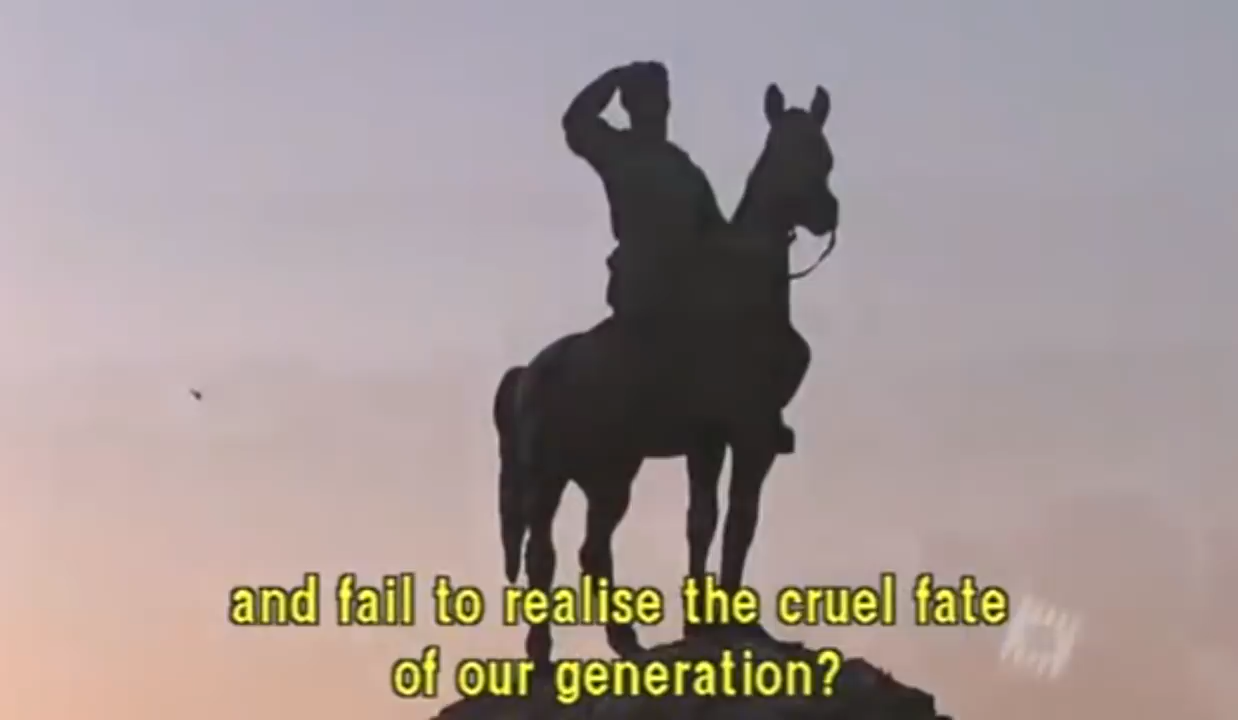 and fail to realise the cruel fate
of our generation?